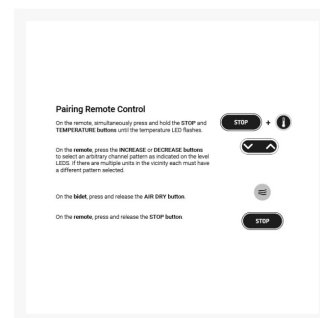 Pairing Remote Control
On the remote, simultaneously press and hold the STOP and
TEMPERATURE buttons until the temperature LED flashes.
STOP +
On the remote, press the INCREASE or DECREASE buttons
to select an arbitrary channel pattern as indicated on the level
LEDS. If there are multiple units in the vicinity each must have
a different pattern selected.
On the bidet, press and release the AIR DRY button.
On the remote, press and release the STOP button.
STOP